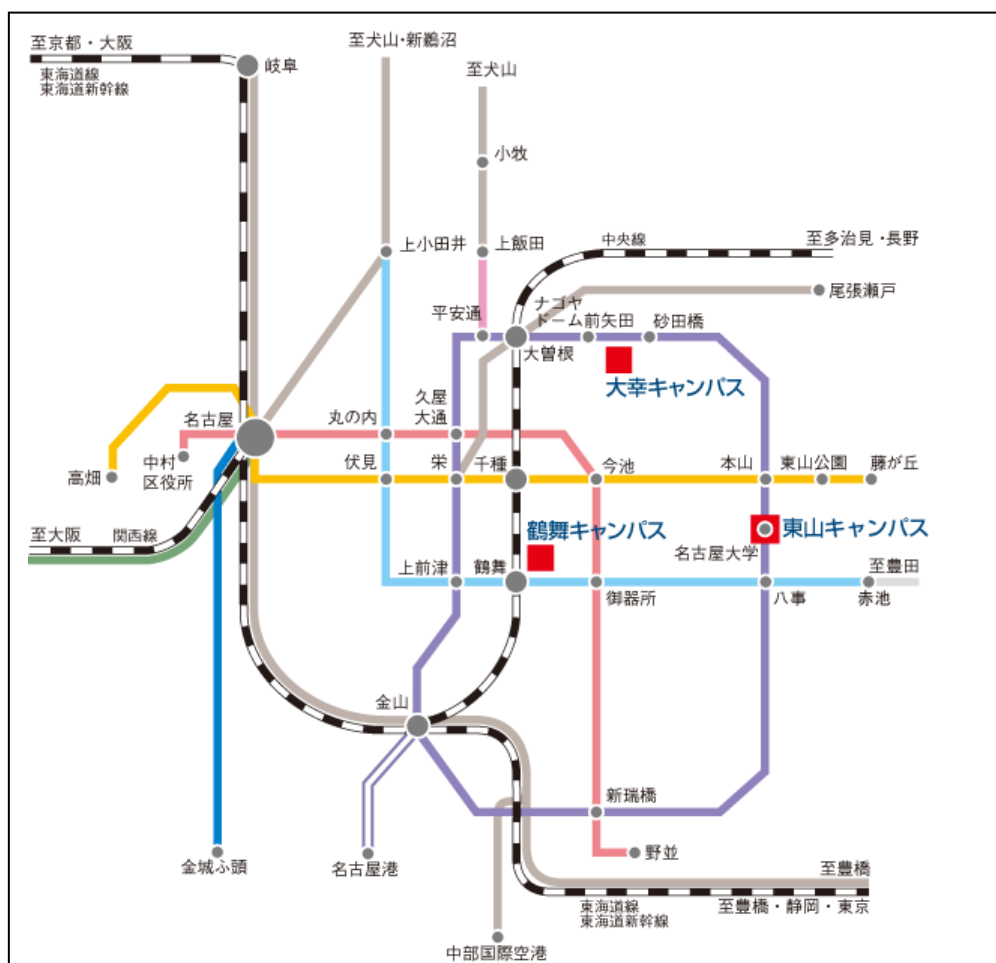 至京都・大阪
東海道線
東海道新幹線
岐阜
至犬山・新鵜沼
至犬山
小牧
上小田井
上飯田
中央線
至多治見・長野
尾張瀬戸
平安通
ナゴヤ
ドーム前矢田
砂田橋
大曽根
大幸キャンパス
名古屋
中村
区役所
高畑
丸の内
久屋
大通
伏見
栄
千種
今池
本山
東山公園
藤が丘
至大阪
関西線
鶴舞キャンパス
東山キャンパス
名古屋大学
上前津
鶴舞
御器所
八事
至豊田
赤池
金山
新瑞橋
野並
金城ふ頭
名古屋港
至豊橋
東海道線
東海道新幹線
至豊橋・静岡・東京
中部国際空港